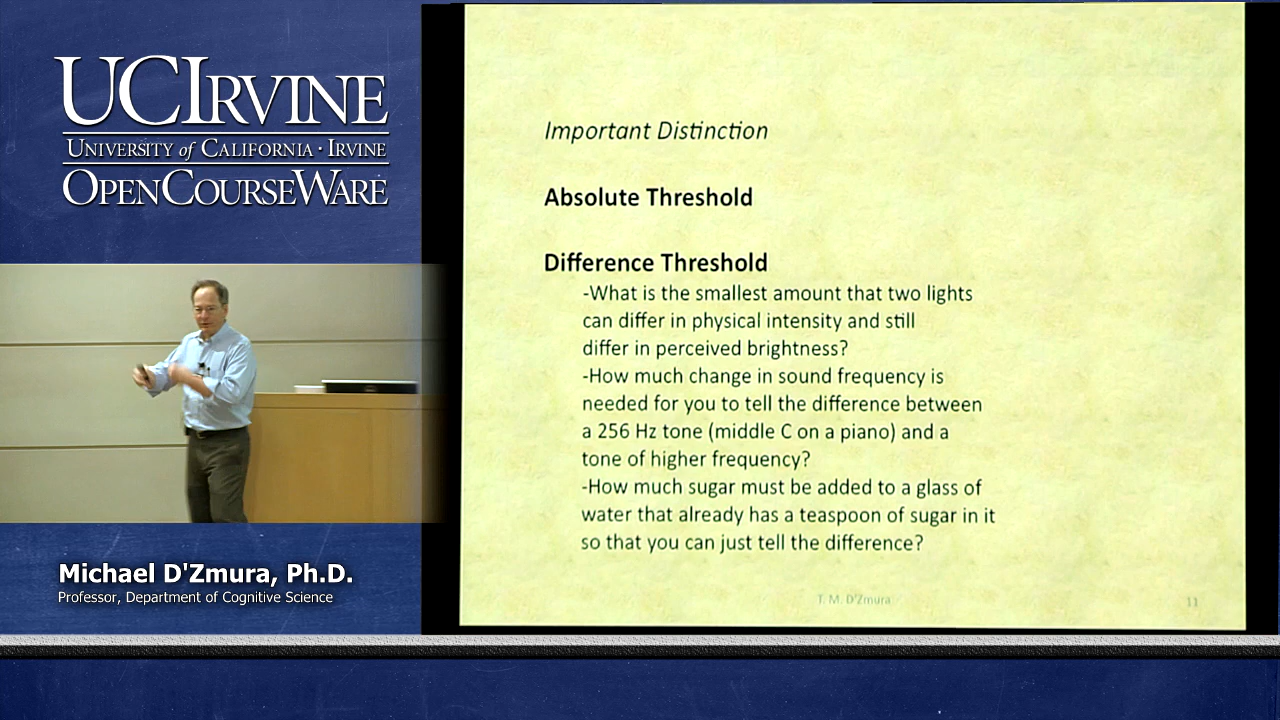 UCIRVINE
UNIVERSITY of CALIFORNIA · IRVINE
OPENCOURSEWARE
Michael D'Zmura, Ph.D.
Professor, Department of Cognitive Science
Important Distinction
Absolute Threshold
Difference Threshold
-What is the smallest amount that two lights
can differ in physical intensity and still
differ in perceived brightness?
-How much change in sound frequency is
needed for you to tell the difference between
a 256 Hz tone (middle C on a piano) and a
tone of higher frequency?
-How much sugar must be added to a glass of
water that already has a teaspoon of sugar in it
so that you can just tell the difference?
T. M. D'Zmura
11